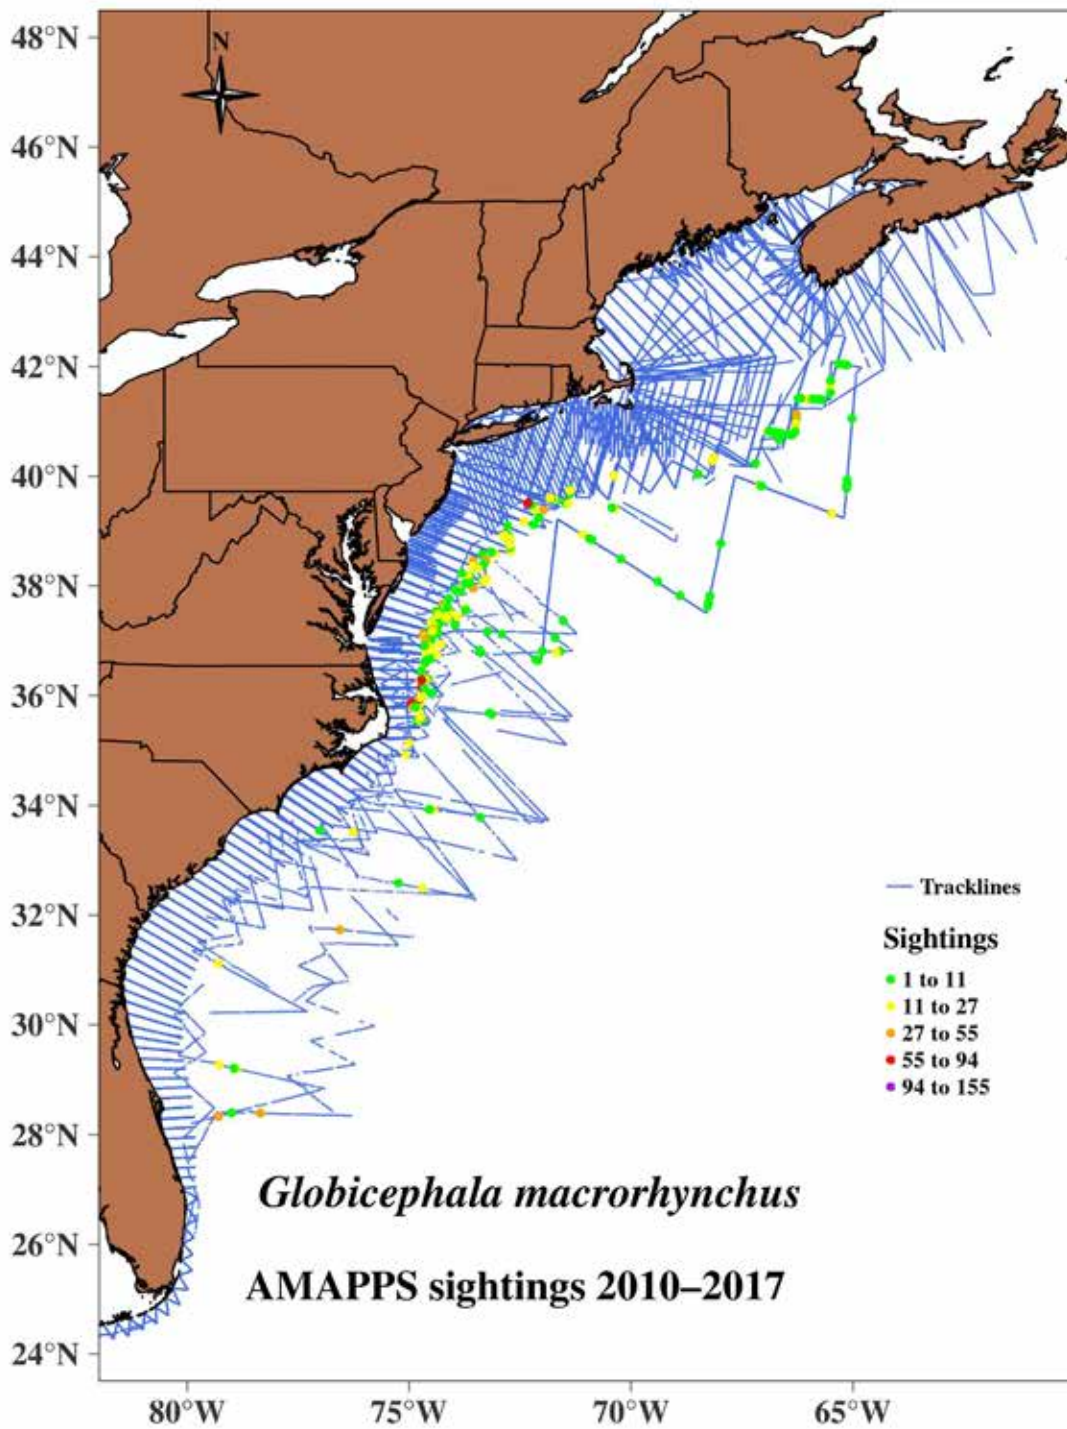 48°N
N
46°N
44°N
42°N
40°N
38°N
36°N
34°N
32°N
30°N
28°N
26°N
24°N
Tracklines
Sightings
1 to 11
11 to 27
27 to 55
55 to 94
94 to 155
Globicephala macrorhynchus
AMAPPS sightings 2010–2017
80°W
75°W
70°W
65°W